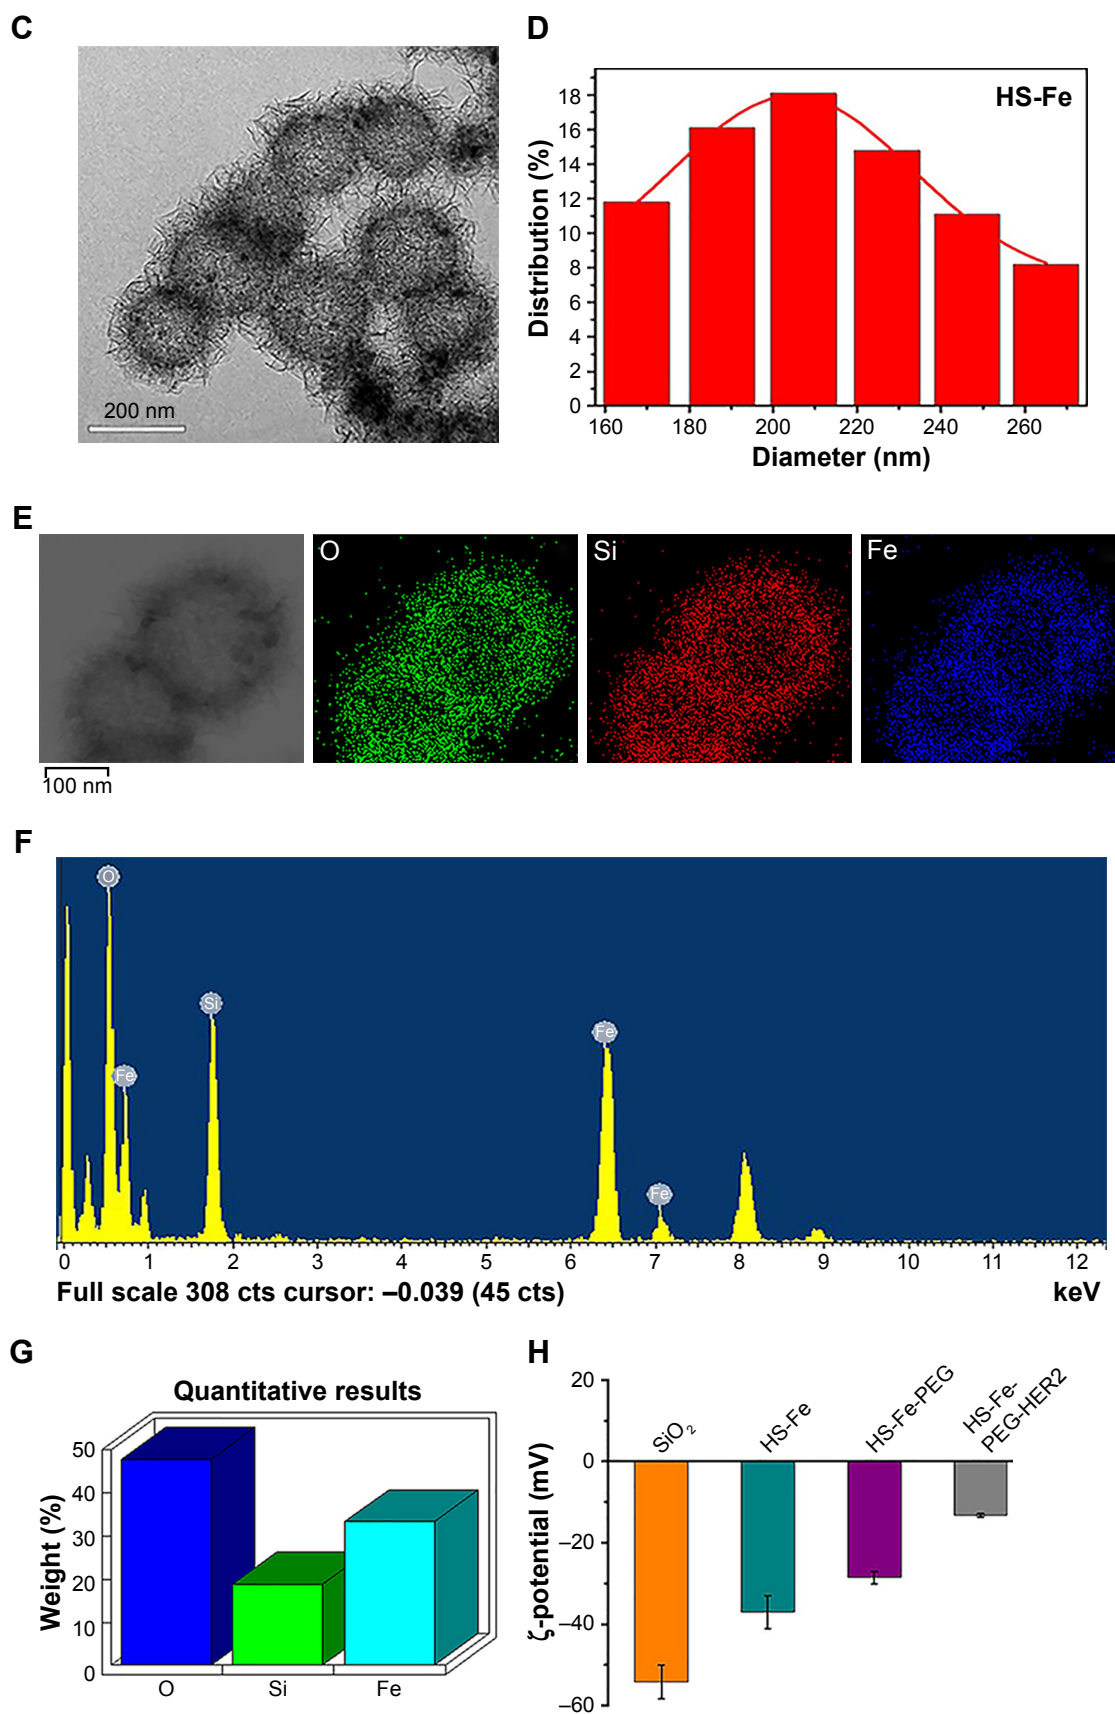 C
200 nm
D
HS-Fe
Distribution (%)
18
16
14
12
10
8
6
4
2
0
160 180 200 220 240 260
Diameter (nm)
E
O
Si
Fe
100 nm
F
O
Si
Fe
Fe
Fe
0 1 2 3 4 5 6 7 8 9 10 11 12
Full scale 308 cts cursor: –0.039 (45 cts)
keV
G
Quantitative results
Weight (%)
50
40
30
20
10
0
O Si Fe
H
ζ-potential (mV)
20
0
–20
–40
–60
SiO₂
HS-Fe
HS-Fe-PEG
HS-Fe-
PEG-HER2